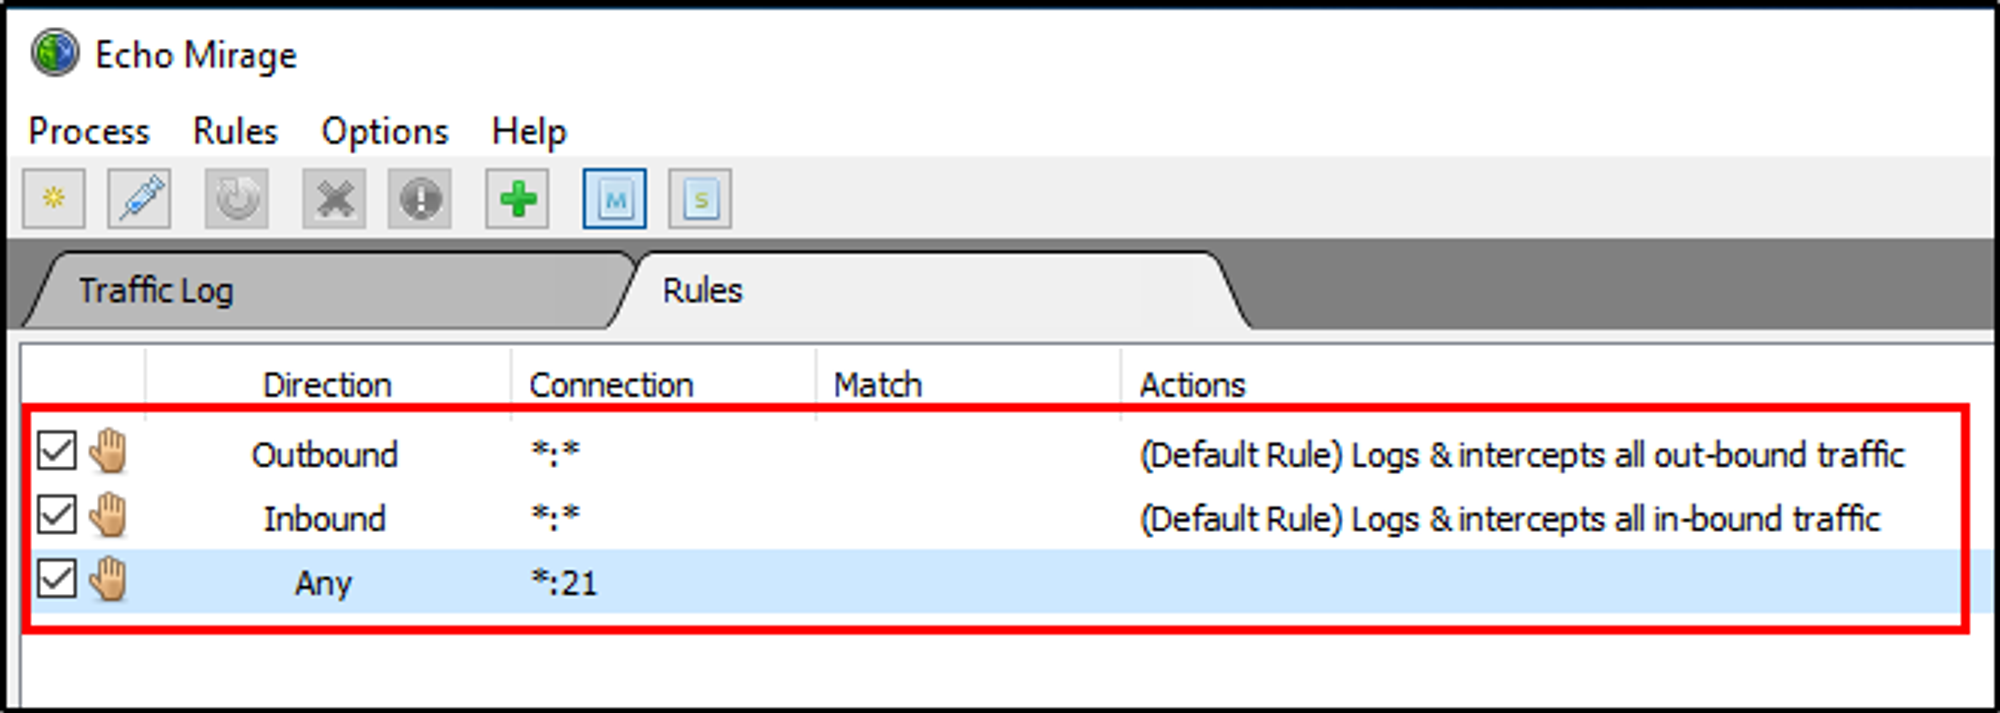 Echo Mirage
Process Rules Options Help
M S
Traffic Log Rules
Direction Connection Match Actions
Outbound *:* (Default Rule) Logs & intercepts all out-bound traffic
Inbound *:* (Default Rule) Logs & intercepts all in-bound traffic
Any *:21